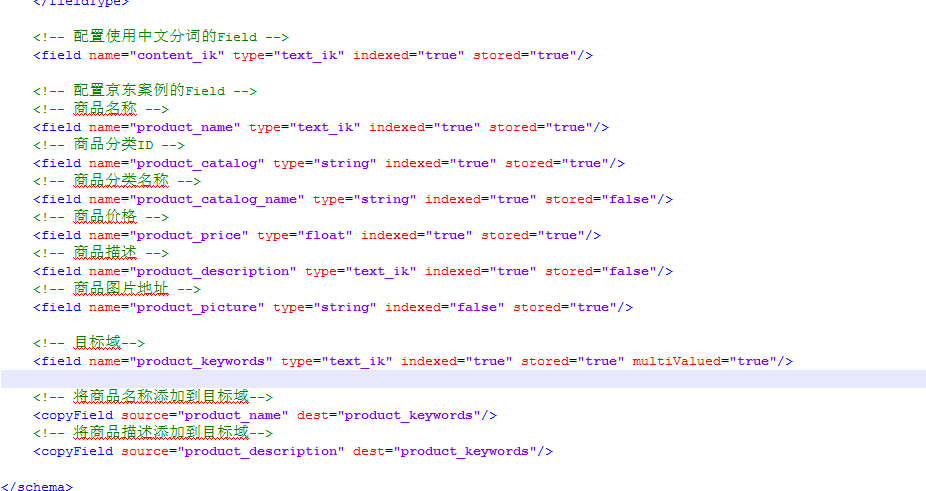 </fieldType>
<!-- 配置使用中文分词的Field -->
<field name="content_ik" type="text_ik" indexed="true" stored="true"/>
<!-- 配置京东案例的Field -->
<!-- 商品名称 -->
<field name="product_name" type="text_ik" indexed="true" stored="true"/>
<!-- 商品分类ID -->
<field name="product_catalog" type="string" indexed="true" stored="true"/>
<!-- 商品分类名称 -->
<field name="product_catalog_name" type="string" indexed="true" stored="false"/>
<!-- 商品价格 -->
<field name="product_price" type="float" indexed="true" stored="true"/>
<!-- 商品描述 -->
<field name="product_description" type="text_ik" indexed="true" stored="false"/>
<!-- 商品图片地址 -->
<field name="product_picture" type="string" indexed="false" stored="true"/>
<!-- 目标域-->
<field name="product_keywords" type="text_ik" indexed="true" stored="true" multiValued="true"/>
<!-- 将商品名称添加到目标域-->
<copyField source="product_name" dest="product_keywords"/>
<!-- 将商品描述添加到目标域-->
<copyField source="product_description" dest="product_keywords"/>
</schema>